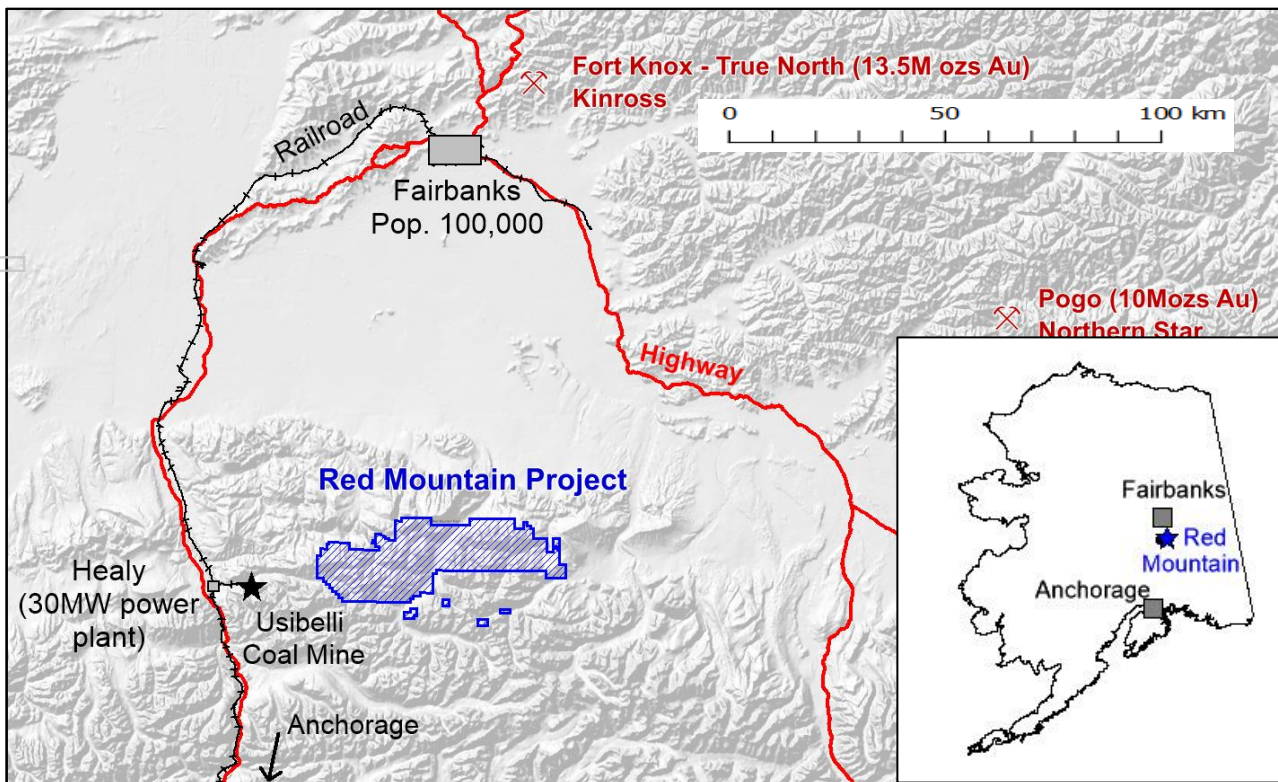 Fort Knox - True North (13.5M ozs Au)
Kinross
0 50 100 km
Railroad
Fairbanks
Pop. 100,000
Pogo (10Mozs Au)
Northern Star
Highway
Red Mountain Project
Healy
(30MW power
plant)
Usibelli
Coal Mine
Anchorage
Fairbanks
Red
Mountain
Anchorage